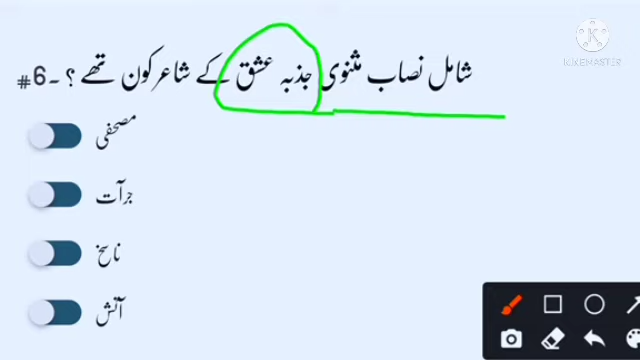 KINEMASTER
شامل نصاب مثنوی جذبہ عشق کے شاعر کون تھے ؟ ۔6#
مصحفی
جرآت
ناسخ
آتش